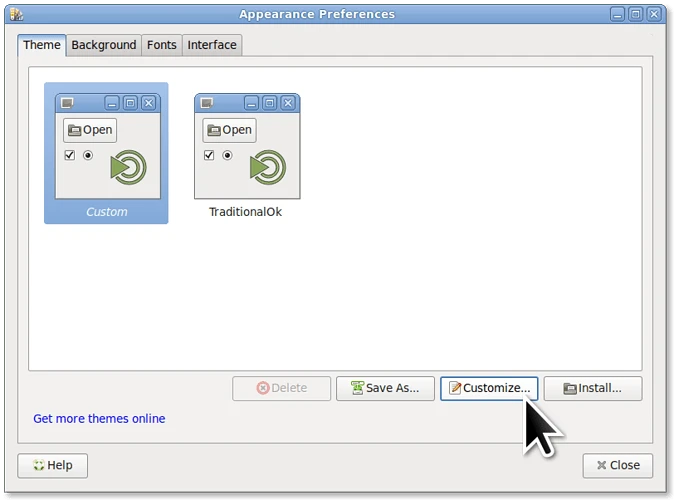 Appearance Preferences
Theme Background Fonts Interface
Open Open
Custom TraditionalOk
Delete Save As... Customize... Install...
Get more themes online
Help Close